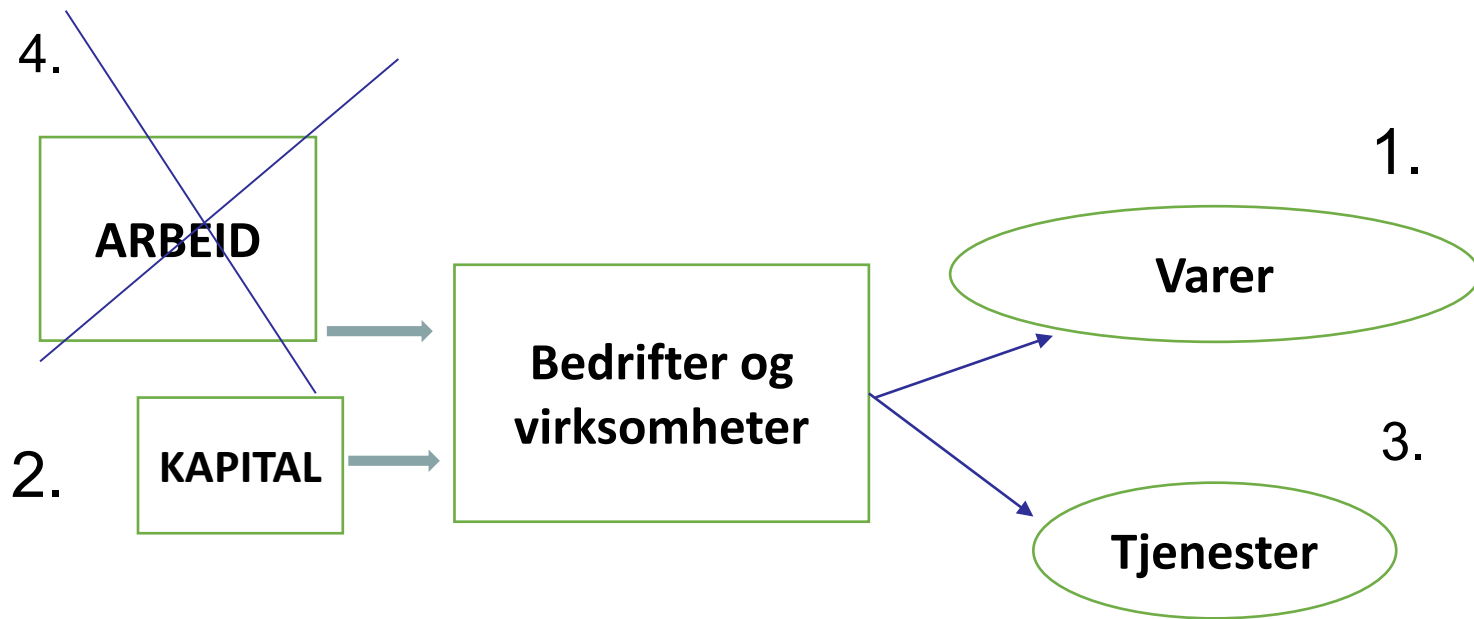 4.
ARBEID
2.
KAPITAL
Bedrifter og
virksomheter
1.
Varer
3.
Tjenester